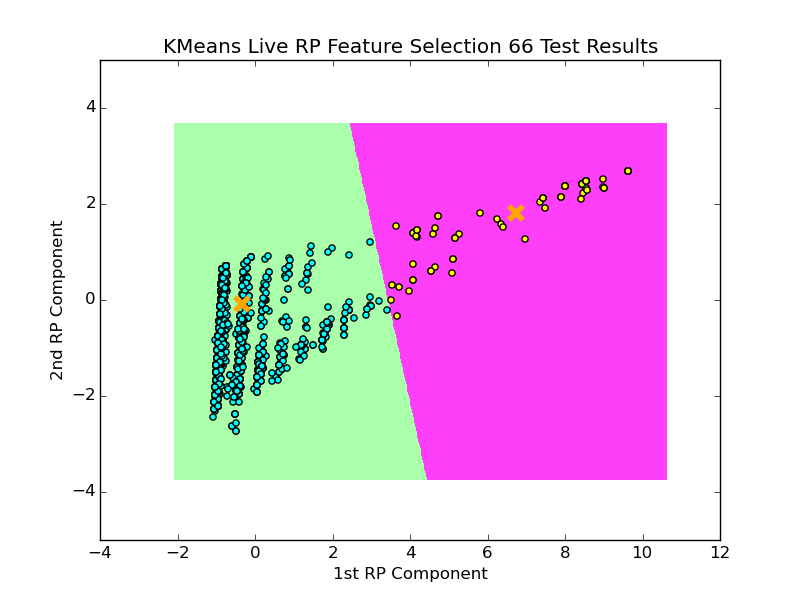 KMeans Live RP Feature Selection 66 Test Results
4
2
0
−2
−4
2nd RP Component
−4 −2 0 2 4 6 8 10 12
1st RP Component